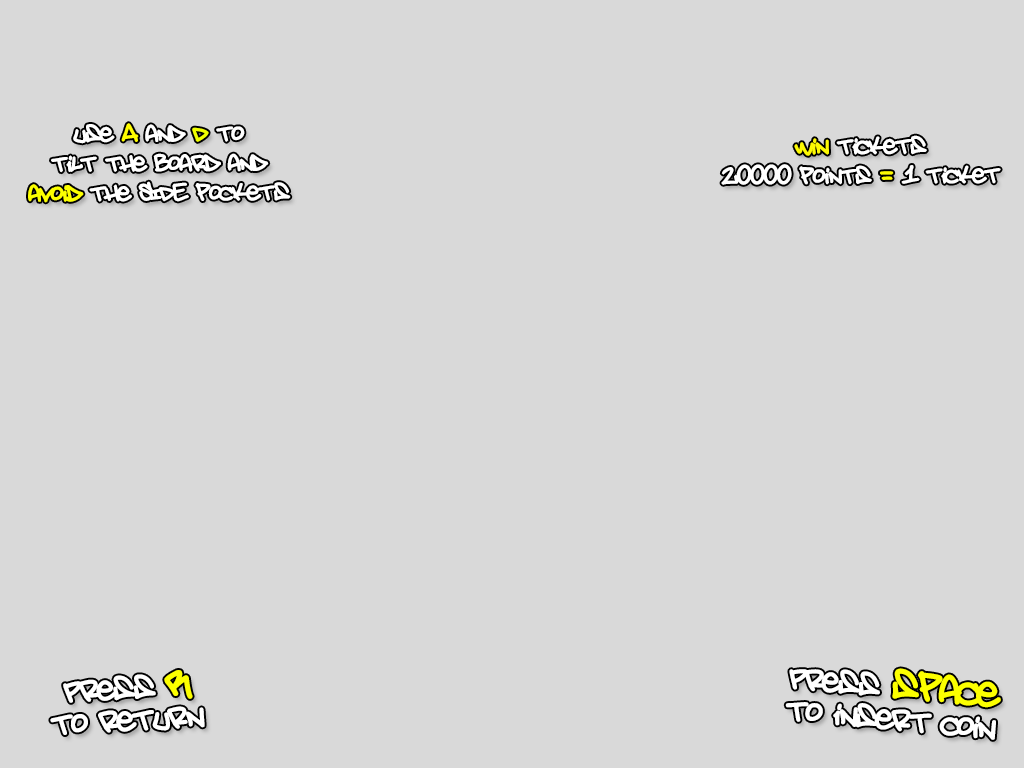 USE A AND D TO
TILT THE BOARD AND
AVOID THE SIDE POCKETS
WIN TICKETS
20000 POINTS = 1 TICKET
PRESS R
TO RETURN
PRESS SPACE
TO INSERT COIN